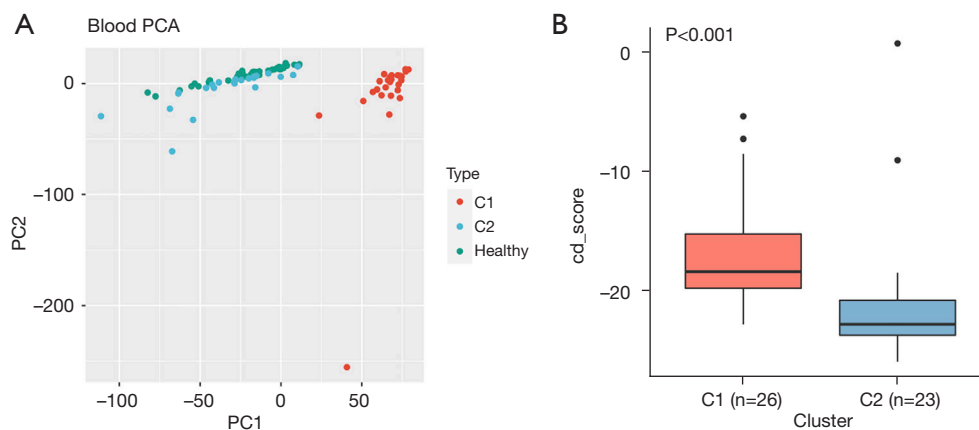 A
Blood PCA
PC2
0
−100
−200
−100
−50
0
50
PC1
Type
C1
C2
Healthy
B
P<0.001
cd_score
0
−10
−20
C1 (n=26)
C2 (n=23)
Cluster